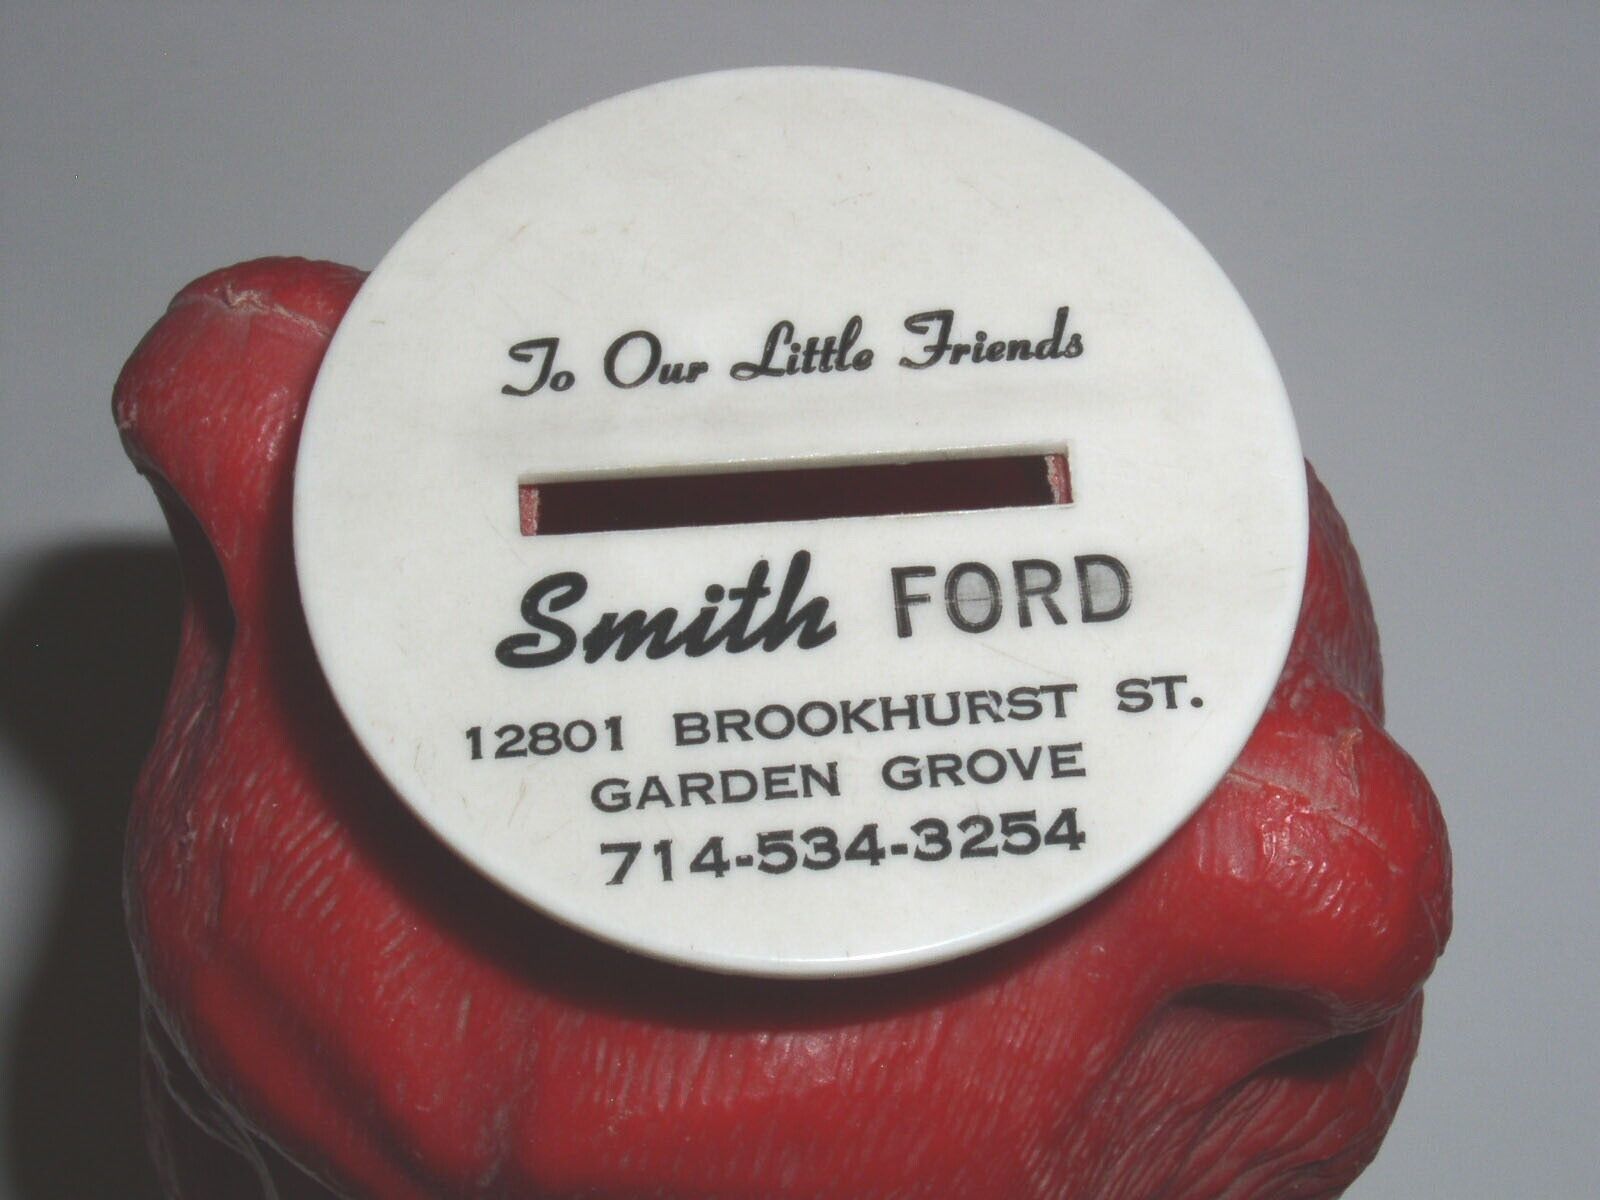 To Our Little Friends
Smith FORD
12801 BROOKHURST ST.
GARDEN GROVE
714-534-3254